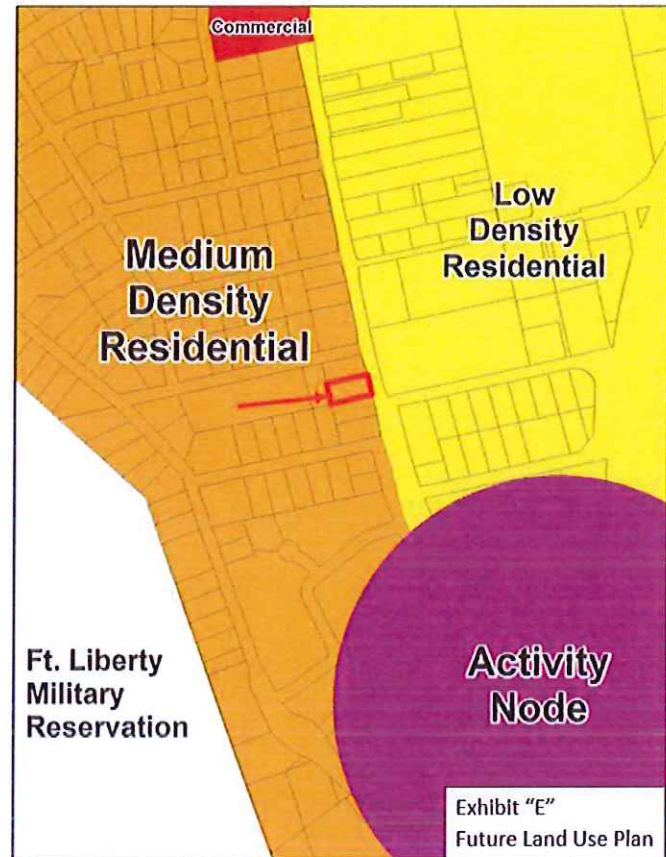 Commercial
Low
Density
Residential
Medium
Density
Residential
Ft. Liberty
Military
Reservation
Activity
Node
Exhibit "E"
Future Land Use Plan